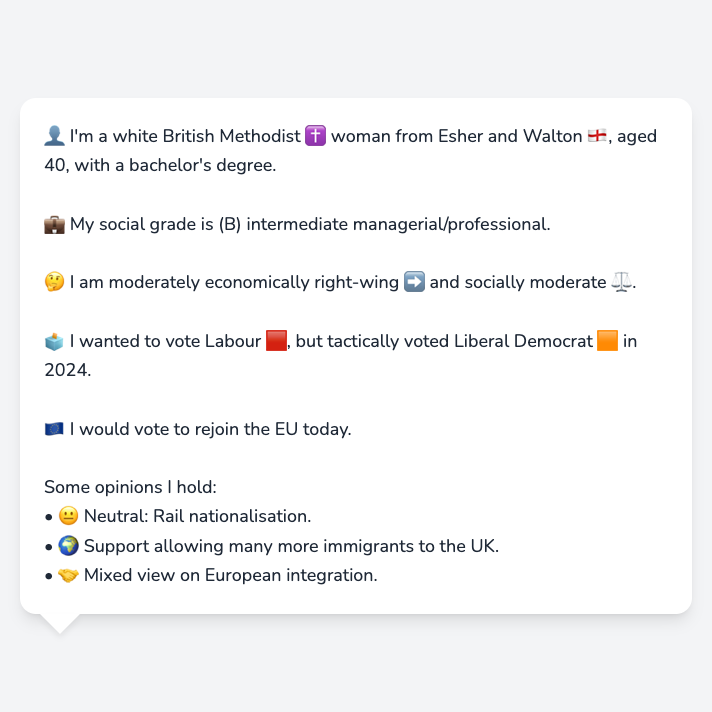 👤 I'm a white British Methodist ✝️ woman from Esher and Walton 🏴󠁧󠁢󠁥󠁮󠁧󠁿, aged
40, with a bachelor's degree.
💼 My social grade is (B) intermediate managerial/professional.
🤔 I am moderately economically right-wing ➡️ and socially moderate ⚖️.
🗳️ I wanted to vote Labour 🟥, but tactically voted Liberal Democrat 🟧 in
2024.
🇪🇺 I would vote to rejoin the EU today.
Some opinions I hold:
• 😐 Neutral: Rail nationalisation.
• 🌍 Support allowing many more immigrants to the UK.
• 🤝 Mixed view on European integration.